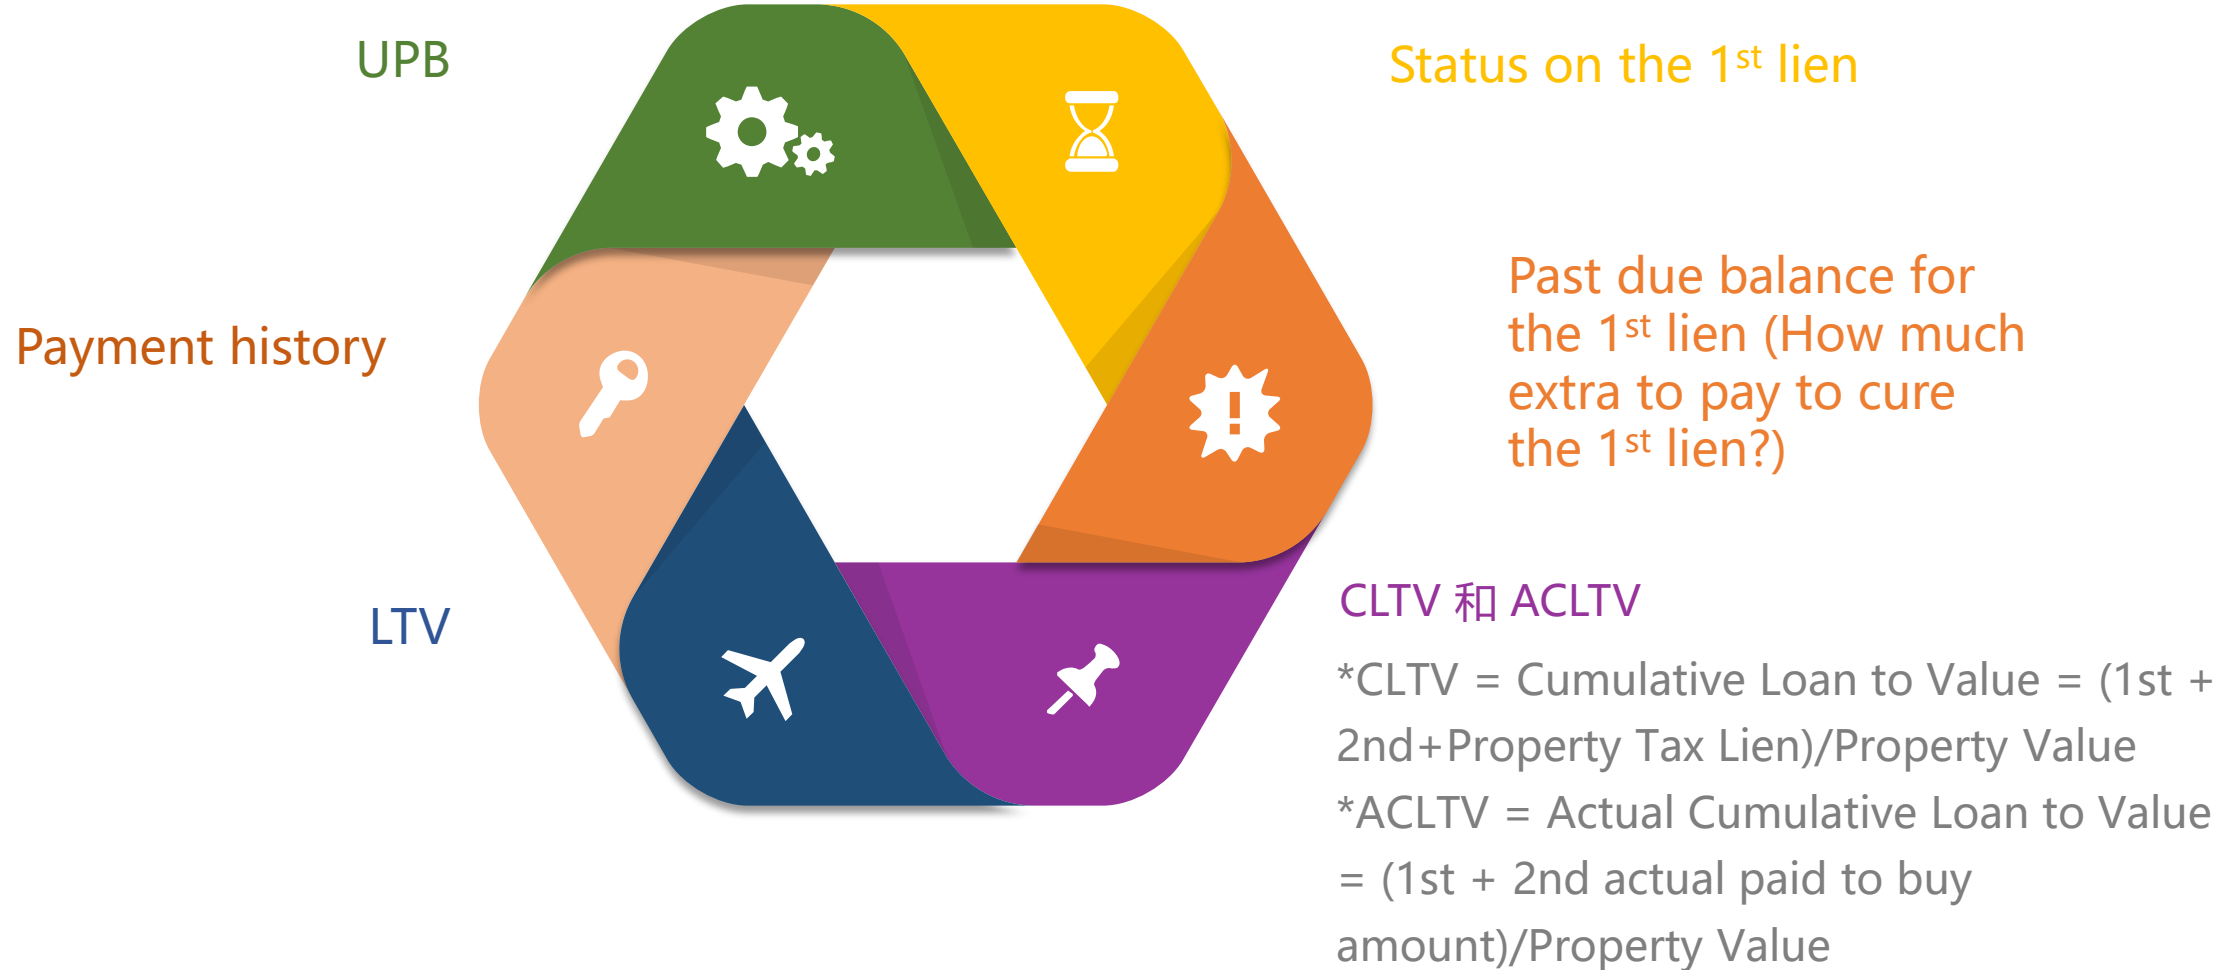 UPB
Status on the 1st lien
Past due balance for
the 1st lien (How much
extra to pay to cure
the 1st lien?)
Payment history
LTV
CLTV 和 ACLTV
*CLTV = Cumulative Loan to Value = (1st +
2nd+Property Tax Lien)/Property Value
*ACLTV = Actual Cumulative Loan to Value
= (1st + 2nd actual paid to buy
amount)/Property Value